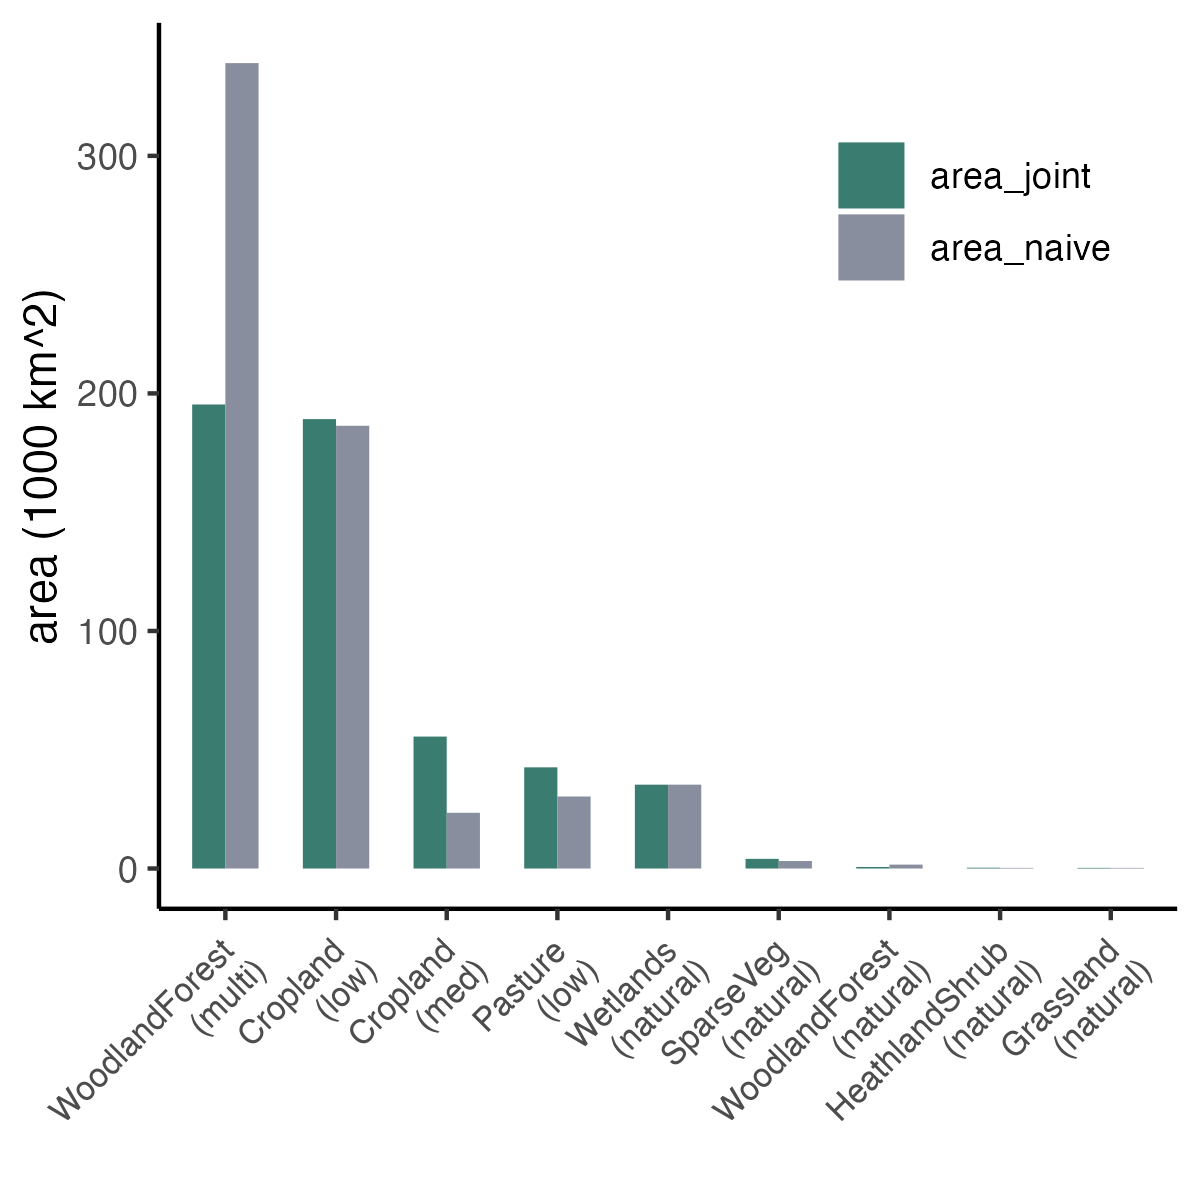 area (1000 km^2)
300
200
100
0
area_joint
area_naive
WoodlandForest
(multi)
Cropland
(low)
Cropland
(med)
Pasture
(low)
Wetlands
(natural)
SparseVeg
(natural)
WoodlandForest
(natural)
HeathlandShrub
(natural)
Grassland
(natural)